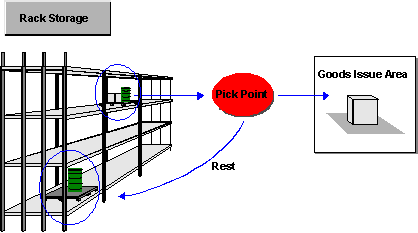 Rack Storage
Goods Issue Area
Pick Point
Rest